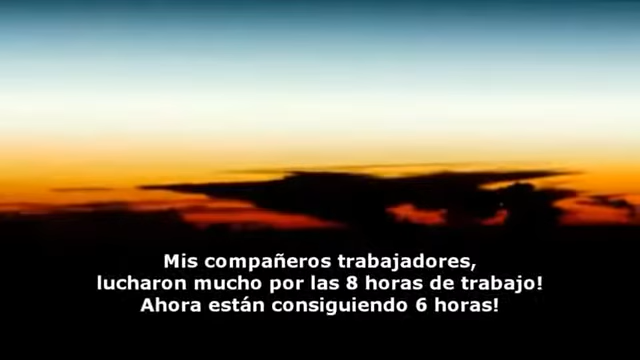 Mis compañeros trabajadores,
lucharon mucho por las 8 horas de trabajo!
Ahora están consiguiendo 6 horas!